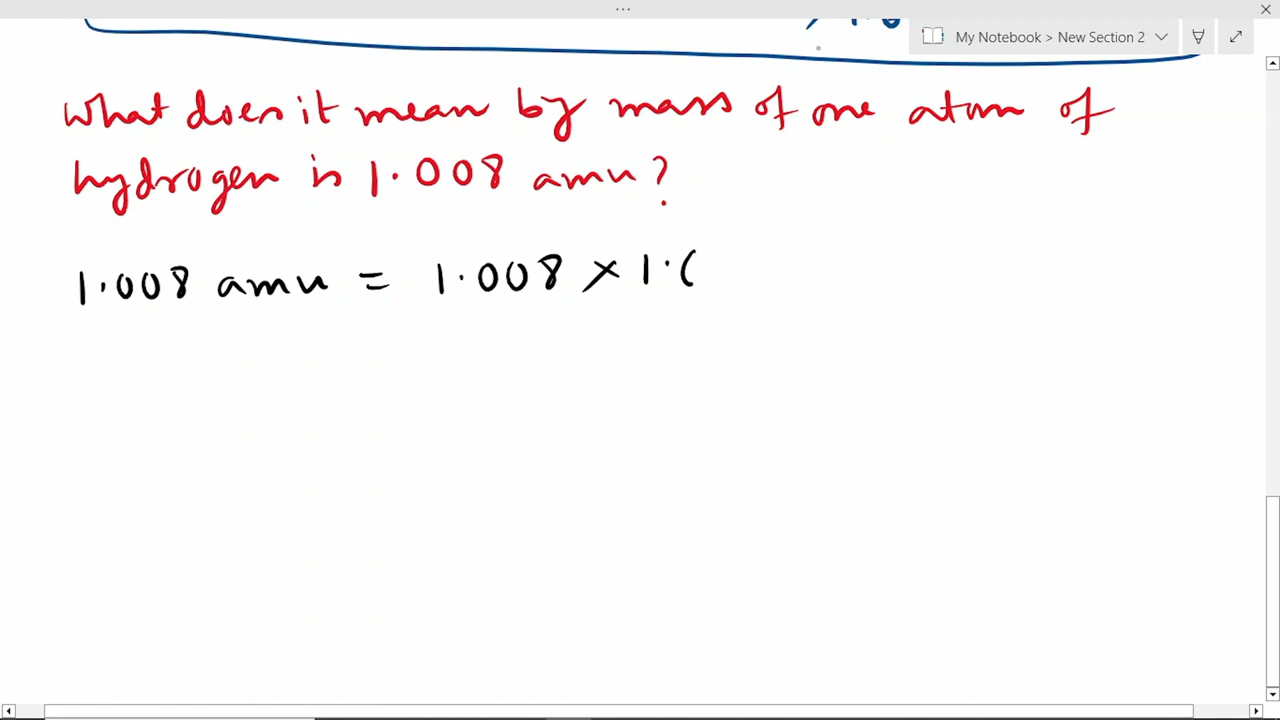 My Notebook > New Section 2
What does it mean by mass of one atom of
hydrogen is 1.008 amu?
1.008 amu = 1.008 × 1.